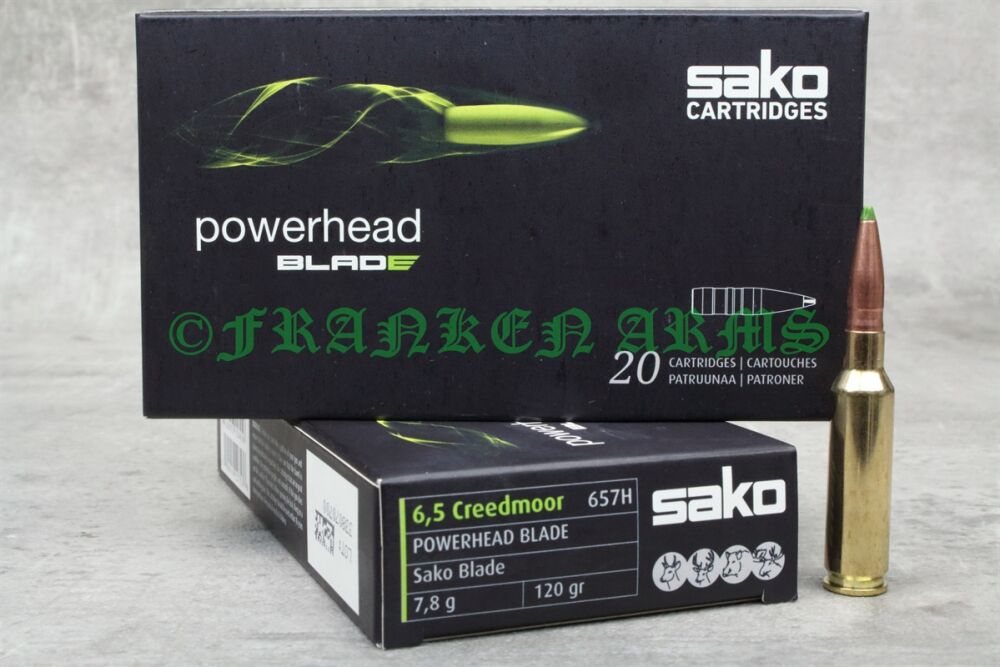 sako
CARTRIDGES
powerhead
BLADE
©FRANKEN ARMS
20 CARTRIDGES | CARTOUCHES
PATRUUNAA | PATRONER
powerhead
6,5 Creedmoor 657H
POWERHEAD BLADE
Sako Blade
7,8 g 120 gr
sako